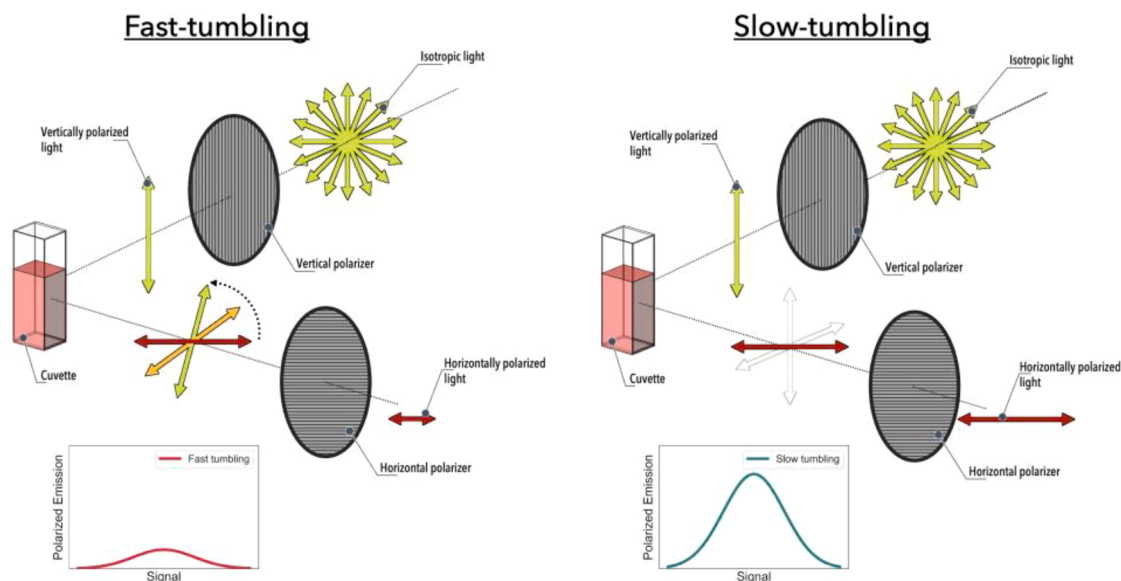 Fast-tumbling
Isotropic light
Vertically polarized
light
Vertical polarizer
Cuvette
Horizontally polarized
light
Horizontal polarizer
Fast tumbling
Polarized Emission
Signal
Slow-tumbling
Isotropic light
Vertically polarized
light
Vertical polarizer
Cuvette
Horizontally polarized
light
Horizontal polarizer
Slow tumbling
Polarized Emission
Signal